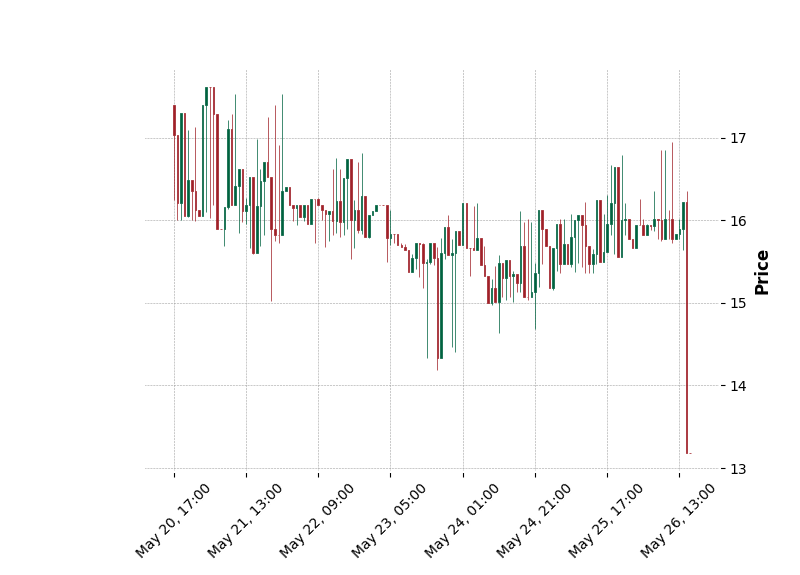 17
16
15
14
13
Price
May 20, 17:00
May 21, 13:00
May 22, 09:00
May 23, 05:00
May 24, 01:00
May 24, 21:00
May 25, 17:00
May 26, 13:00